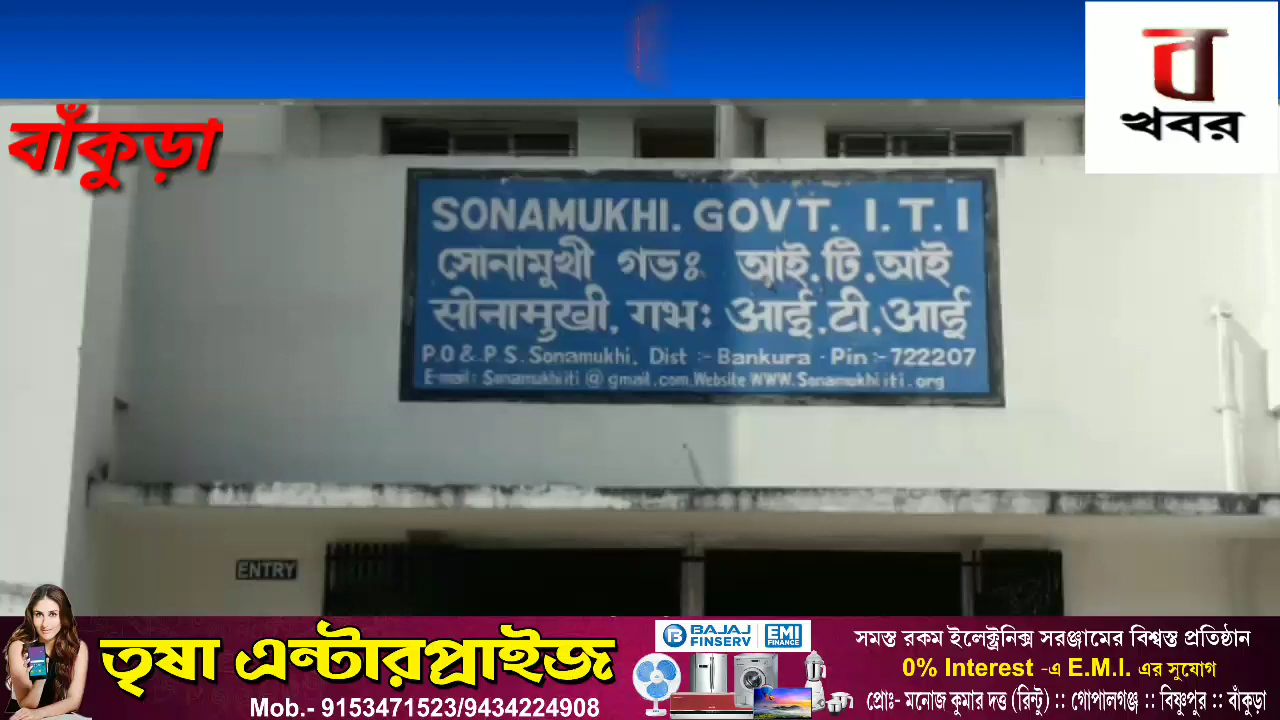 ব
খবর
বাঁকুড়া
SONAMUKHI. GOVT. I.T.I
সোনামুখী গভঃ আই.টি.আই
सोनामुखी. गभः आई.टी.आई
P.O & P S. Sonamukhi. Dist :- Bankura - Pin :- 722207
E-mail: Sonamukhiiti @ gmail.com.Website WWW.Sonamukhiiti.org
ENTRY
তৃষা এন্টারপ্রাইজ
Mob.- 9153471523/9434224908
BAJAJ FINSERV
EMI FINANCE
সমস্ত রকম ইলেক্ট্রনিক্স সরঞ্জামের বিশ্বস্ত প্রতিষ্ঠান
0% Interest -এ E.M.I. এর সুযোগ
প্রোঃ- মনোজ কুমার দত্ত (রিন্টু) :: গোপালগঞ্জ :: বিষ্ণুপুর :: বাঁকুড়া